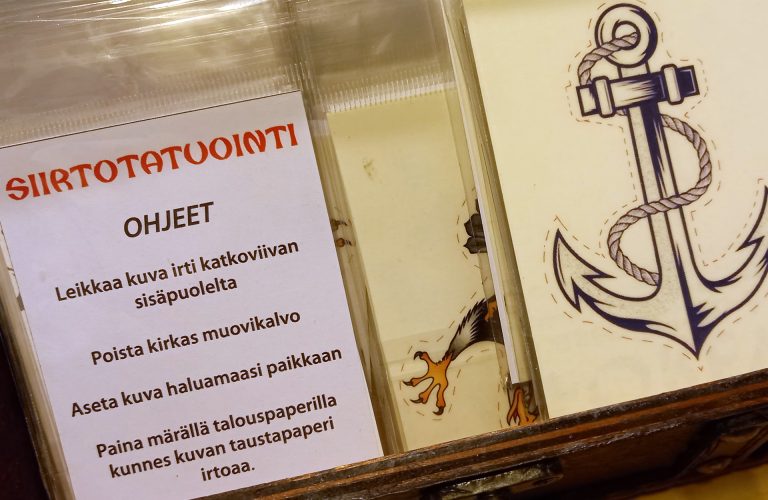 SIIRTOTATUOINTI
OHJEET
Leikkaa kuva irti katkoviivan
sisäpuolelta
Poista kirkas muovikalvo
Aseta kuva haluamaasi paikkaan
Paina märällä talouspaperilla
kunnes kuvan taustapaperi
irtoaa.